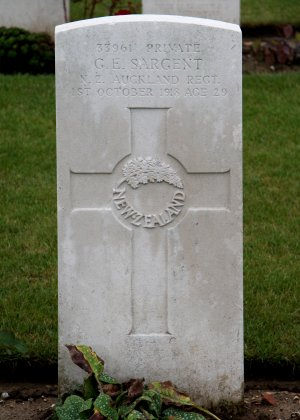 33961 PRIVATE
G. E. SARGENT
N. Z. AUCKLAND REGT.
1ST OCTOBER 1918 AGE 29
NEW ZEALAND